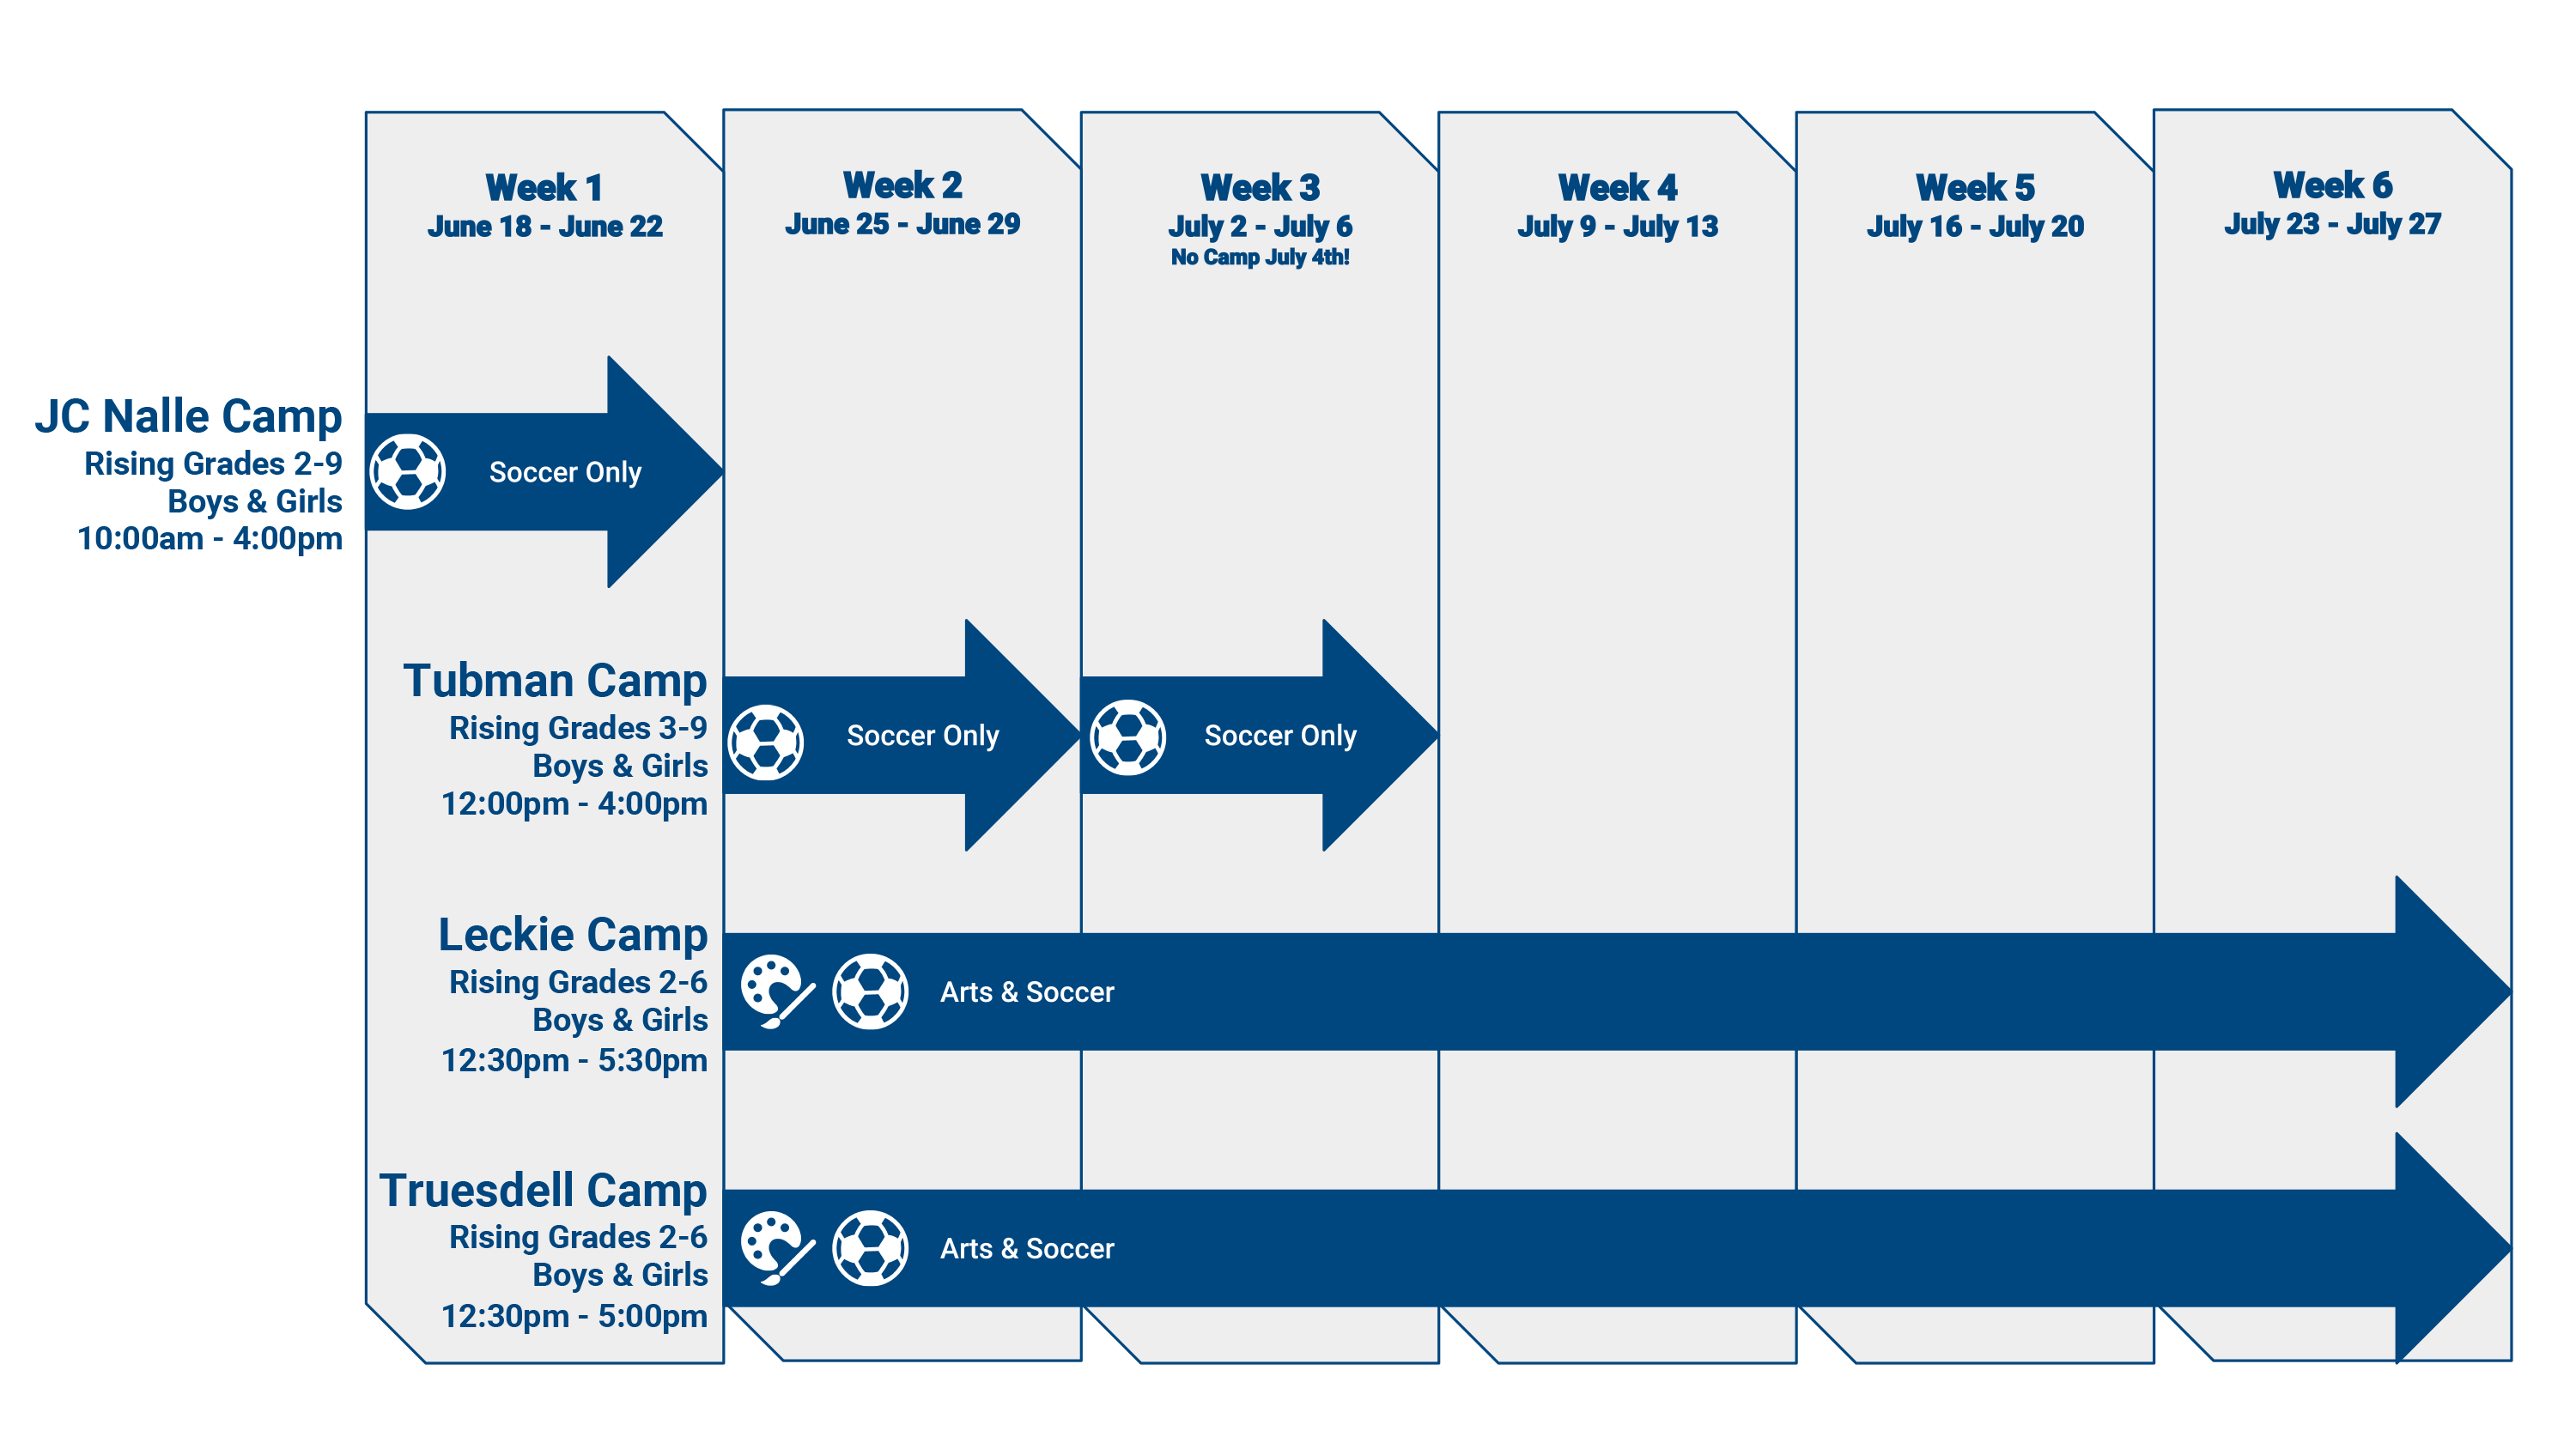 Week 1
June 18 - June 22
Week 2
June 25 - June 29
Week 3
July 2 - July 6
No Camp July 4th!
Week 4
July 9 - July 13
Week 5
July 16 - July 20
Week 6
July 23 - July 27
JC Nalle Camp
Rising Grades 2-9
Boys & Girls
10:00am - 4:00pm
Soccer Only
Tubman Camp
Rising Grades 3-9
Boys & Girls
12:00pm - 4:00pm
Soccer Only
Soccer Only
Leckie Camp
Rising Grades 2-6
Boys & Girls
12:30pm - 5:30pm
Arts & Soccer
Truesdell Camp
Rising Grades 2-6
Boys & Girls
12:30pm - 5:00pm
Arts & Soccer